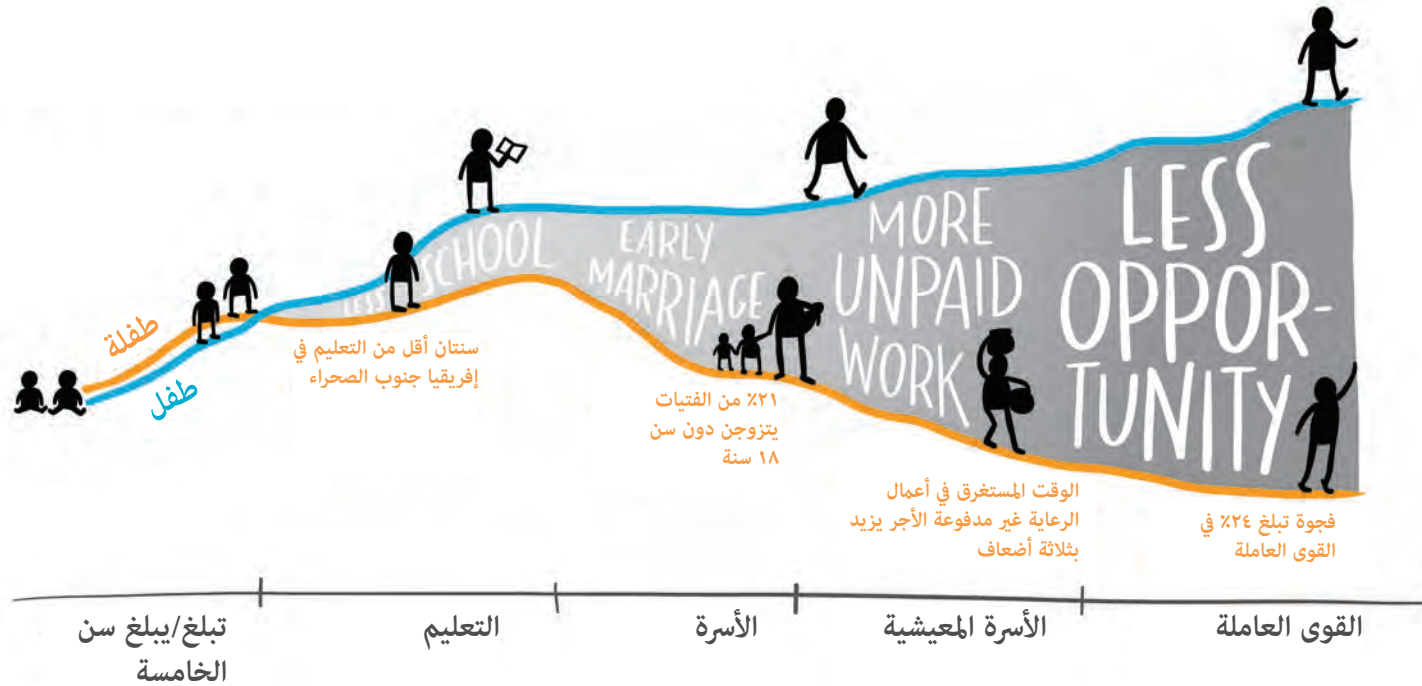 طفلة
طفل
LESS SCHOOL
سنتان أقل من التعليم في
إفريقيا جنوب الصحراء
EARLY
MARRIAGE
٢١٪ من الفتيات
يتزوجن دون سن
١٨ سنة
MORE
UNPAID
WORK
الوقت المستغرق في أعمال
الرعاية غير مدفوعة الأجر يزيد
بثلاثة أضعاف
LESS
OPPOR-
TUNITY
فجوة تبلغ ٢٤٪ في
القوى العاملة
تبلغ/يبلغ سن
الخامسة
التعليم
الأسرة
الأسرة المعيشية
القوى العاملة